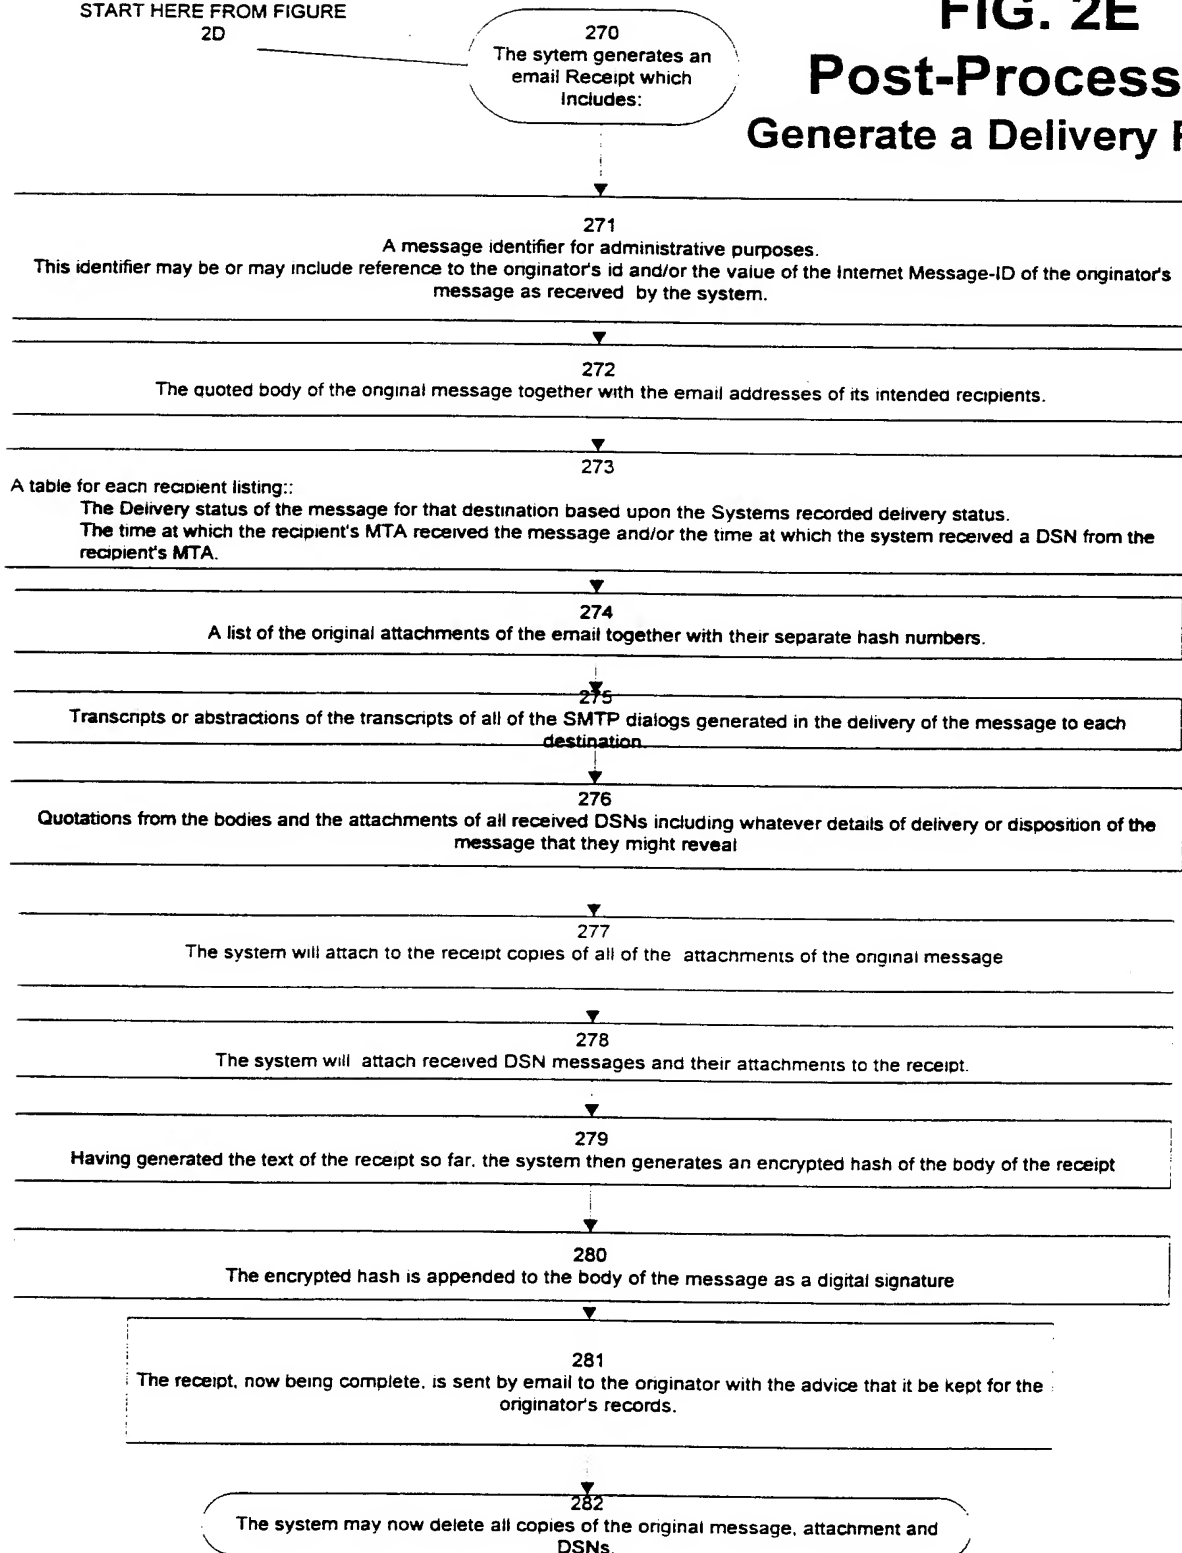 START HERE FROM FIGURE
2D
FIG. 2E
Post-Process
Generate a Delivery
270
The sytem generates an
email Receipt which
Includes:
271
A message identifier for administrative purposes.
This identifier may be or may include reference to the originator's id and/or the value of the Internet Message-ID of the originator's
message as received by the system.
272
The quoted body of the original message together with the email addresses of its intended recipients.
273
A table for each recipient listing::
The Delivery status of the message for that destination based upon the Systems recorded delivery status.
The time at which the recipient's MTA received the message and/or the time at which the system received a DSN from the
recipient's MTA.
274
A list of the original attachments of the email together with their separate hash numbers.
275
Transcripts or abstractions of the transcripts of all of the SMTP dialogs generated in the delivery of the message to each
destination.
276
Quotations from the bodies and the attachments of all received DSNs including whatever details of delivery or disposition of the
message that they might reveal
277
The system will attach to the receipt copies of all of the attachments of the original message
278
The system will attach received DSN messages and their attachments to the receipt.
279
Having generated the text of the receipt so far, the system then generates an encrypted hash of the body of the receipt
280
The encrypted hash is appended to the body of the message as a digital signature
281
The receipt, now being complete, is sent by email to the originator with the advice that it be kept for the
originator's records.
282
The system may now delete all copies of the original message, attachment and
DSNs.